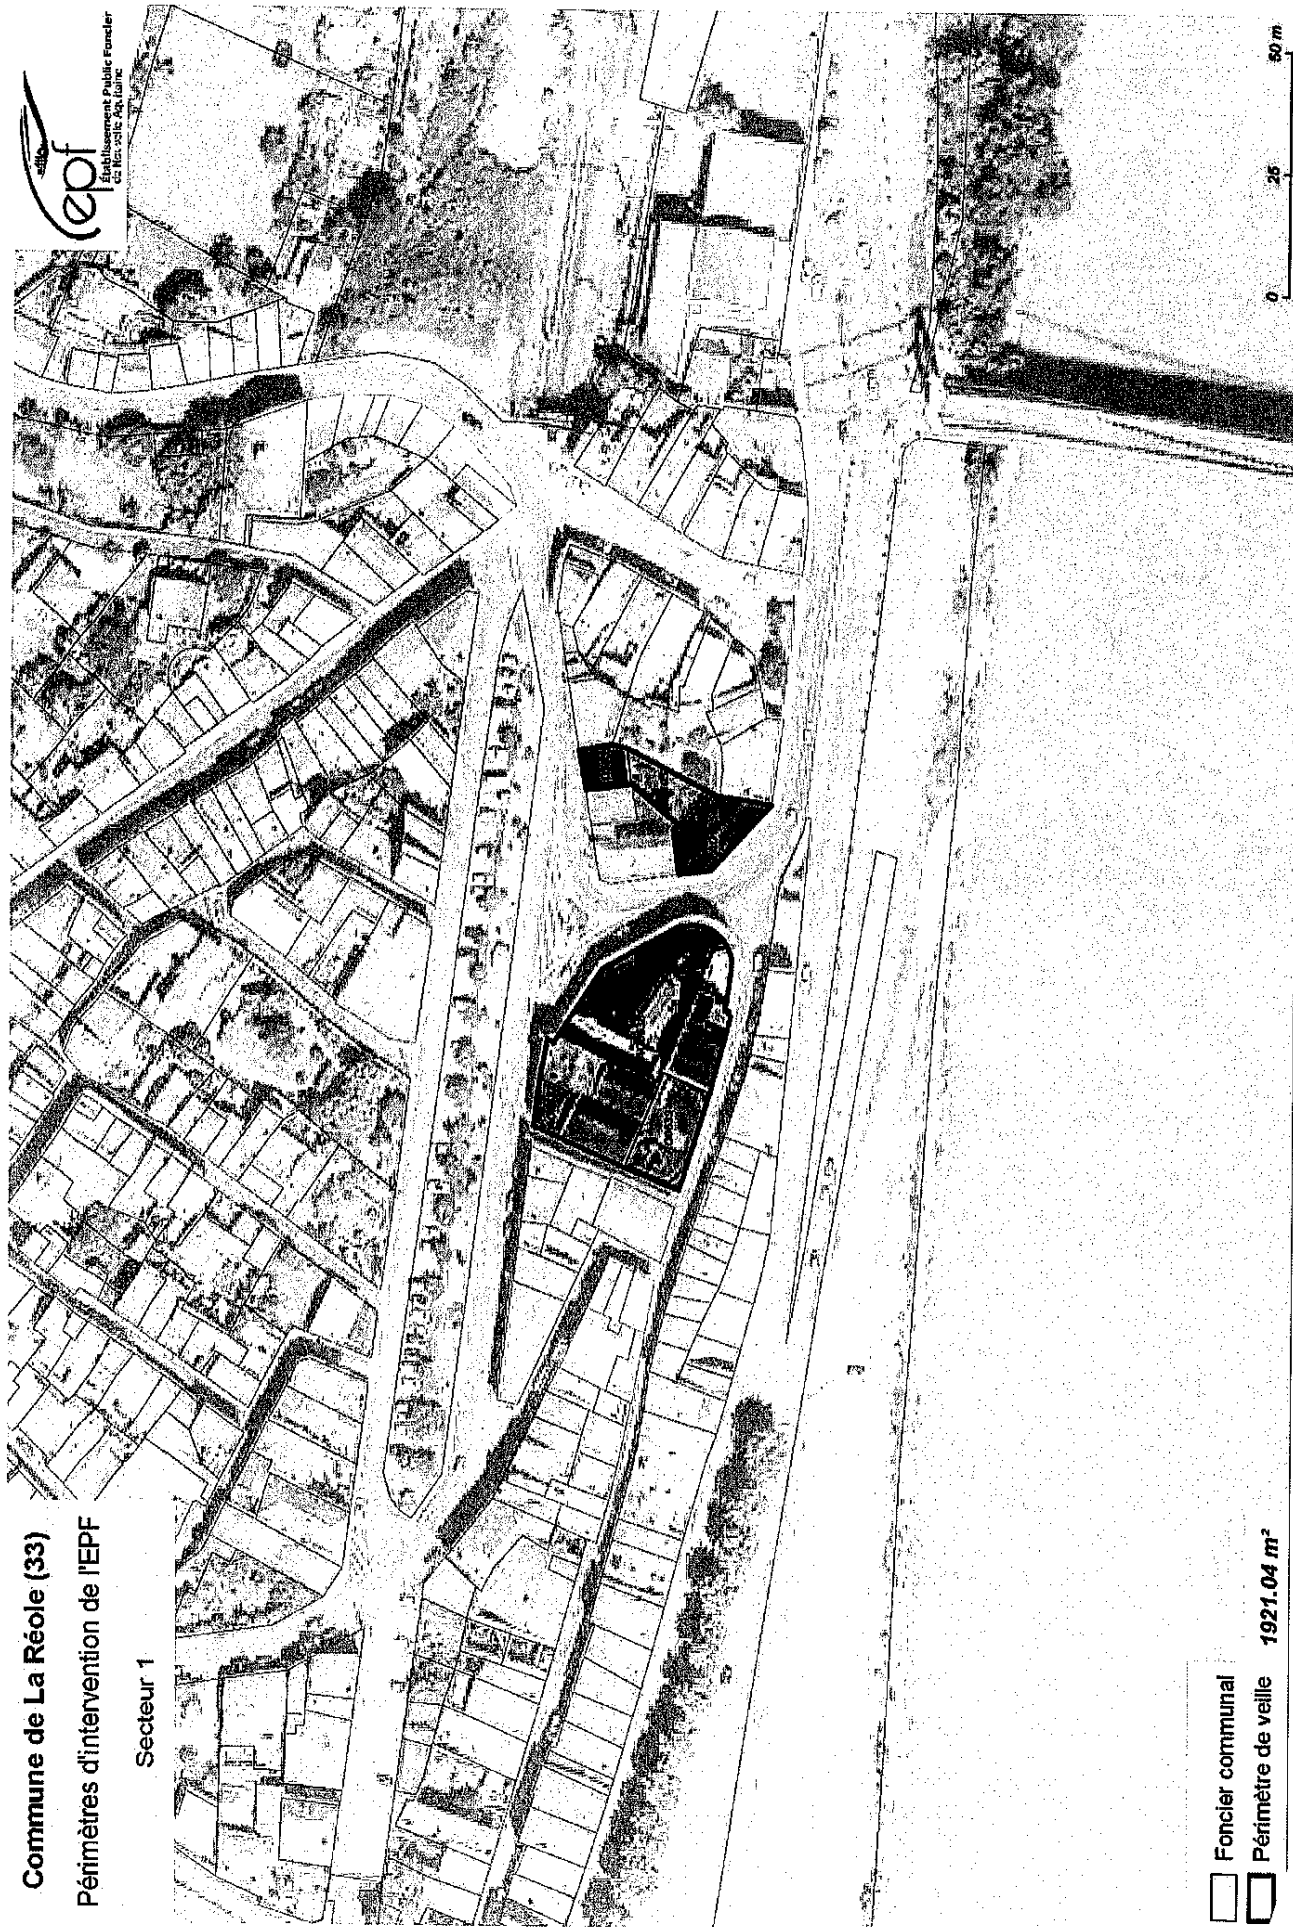 Commune de La Réole (33)
Périmètres d'intervention de l'EPF
Secteur 1
epf
Établissement Public Foncier
de Nouvelle Aquitaine
Foncier communal
Périmètre de veille 1921.04 m²
0 25 50 m